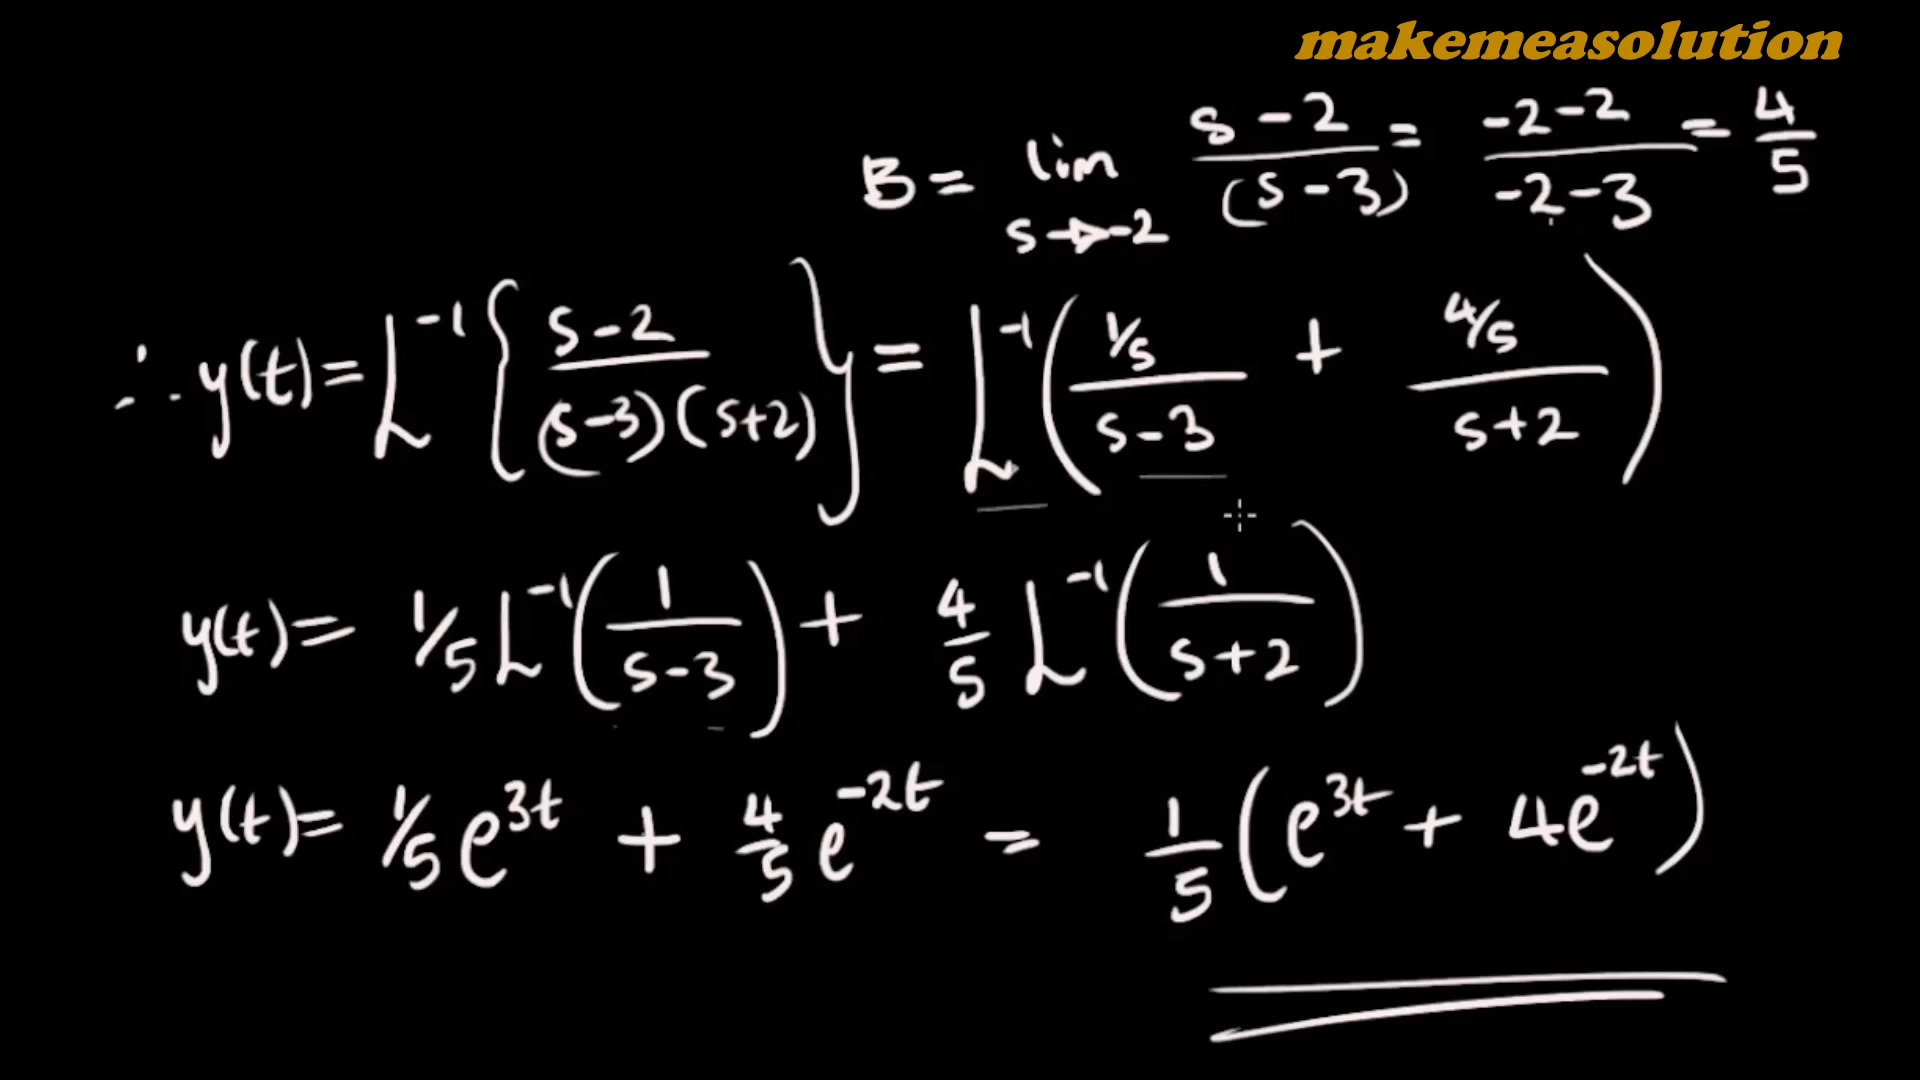 makemeasolution
B = lim s→-2 s-2/(s-3) = -2-2/-2-3 = 4/5
∴ y(t) = L⁻¹{s-2/(s-3)(s+2)} = L⁻¹(1/5/s-3 + 4/5/s+2)
y(t) = 1/5 L⁻¹(1/s-3) + 4/5 L⁻¹(1/s+2)
y(t) = 1/5 e^3t + 4/5 e^-2t = 1/5 (e^3t + 4e^-2t)